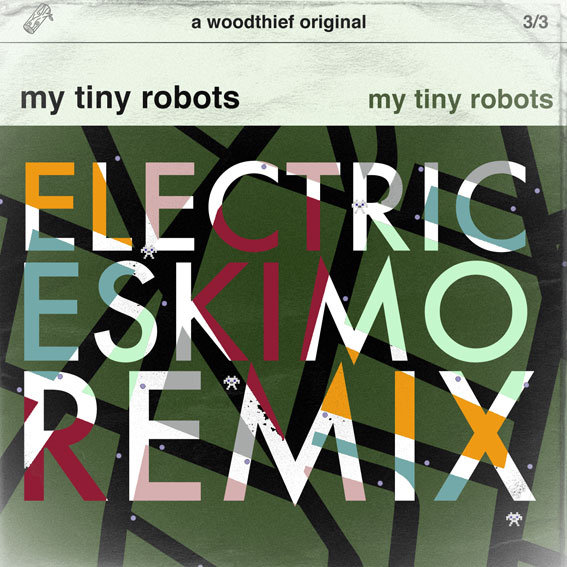 a woodthief original
3/3
my tiny robots
my tiny robots
ELECTRIC
ESKIMO
REMIX